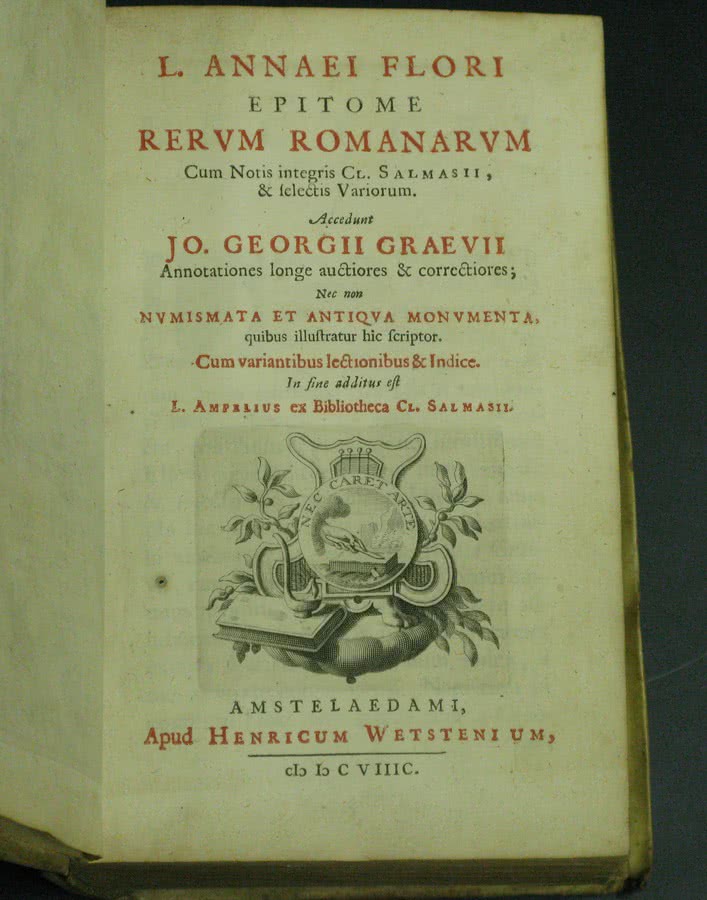 L. ANNAEI FLORI
EPITOME
RERVM ROMANARVM
Cum Notis integris CL. SALMASII,
& ſelectis Variorum.
Accedunt
JO. GEORGII GRAEVII
Annotationes longe auctiores & correctiores;
Nec non
NVMISMATA ET ANTIQVA MONVMENTA,
quibus illuſtratur hic ſcriptor.
Cum variantibus lectionibus & Indice.
In fine additus eſt
L. AMPELIUS ex Bibliotheca CL. SALMASII.
NEC CARET ARTE
AMSTELAEDAMI,
Apud HENRICUM WETSTENIUM,
cIↄ Iↄ C VIIIC.